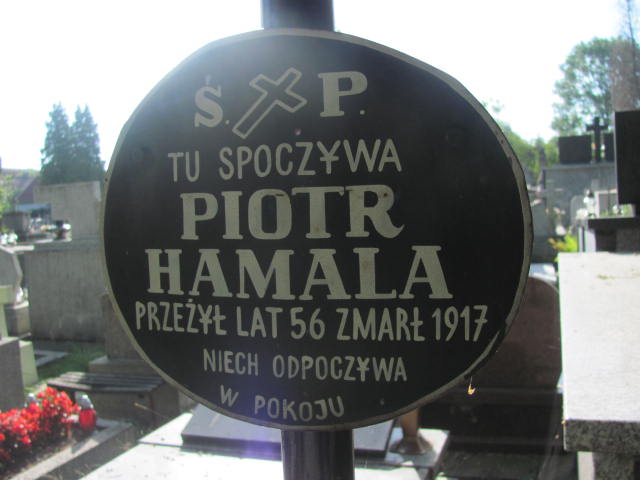 Ś. P.
TU SPOCZYWA
PIOTR
HAMALA
PRZEŻYŁ LAT 56 ZMARŁ 1917
NIECH ODPOCZYWA
W POKOJU